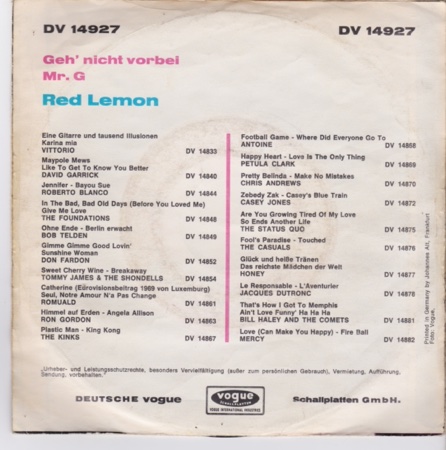 DV 14927
DV 14927
Geh' nicht vorbei
Mr. G
Red Lemon
Eine Gitarre und tausend Illusionen
Karina mia
VITTORIO DV 14833
Maypole Mews
Like To Get To Know You Better
DAVID GARRICK DV 14840
Jennifer - Bayou Sue
ROBERTO BLANCO DV 14844
In The Bad, Bad Old Days (Before You Loved Me)
Give Me Love
THE FOUNDATIONS DV 14848
Ohne Ende - Berlin erwacht
BOB TELDEN DV 14849
Gimme Gimme Good Lovin'
Sunshine Woman
DON FARDON DV 14852
Sweet Cherry Wine - Breakaway
TOMMY JAMES & THE SHONDELLS DV 14854
Catherine (Eurovisionsbeitrag 1969 von Luxemburg)
Seul, Notre Amour N'a Pas Change
ROMUALD DV 14861
Himmel auf Erden - Angela Allison
RON GORDON DV 14863
Plastic Man - King Kong
THE KINKS DV 14867
Football Game - Where Did Everyone Go To
ANTOINE DV 14868
Happy Heart - Love Is The Only Thing
PETULA CLARK DV 14869
Pretty Belinda - Make No Mistakes
CHRIS ANDREWS DV 14870
Zebedy Zak - Casey's Blue Train
CASEY JONES DV 14872
Are You Growing Tired Of My Love
So Ends Another Life
THE STATUS QUO DV 14875
Fool's Paradise - Touched
THE CASUALS DV 14876
Glück und heiße Tränen
Das reichste Mädchen der Welt
HONEY DV 14877
Le Responsable - L'Aventurier
JACQUES DUTRONC DV 14878
That's How I Got To Memphis
Ain't Love Funny' Ha Ha Ha
BILL HALEY AND THE COMETS DV 14881
Love (Can Make You Happy) - Fire Ball
MERCY DV 14882
Printed in Germany by Johannes Alt, Frankfurt
Foto: Vogue.
„Urheber- und Leistungsschutzrechte, besondere Vervielfältigung (außer zum persönlichen Gebrauch), Vermietung, Aufführung,
Sendung, vorbehalten."
DEUTSCHE vogue
vogue
VOGUE INTERNATIONAL INDUSTRIES
Schallplatten GmbH.